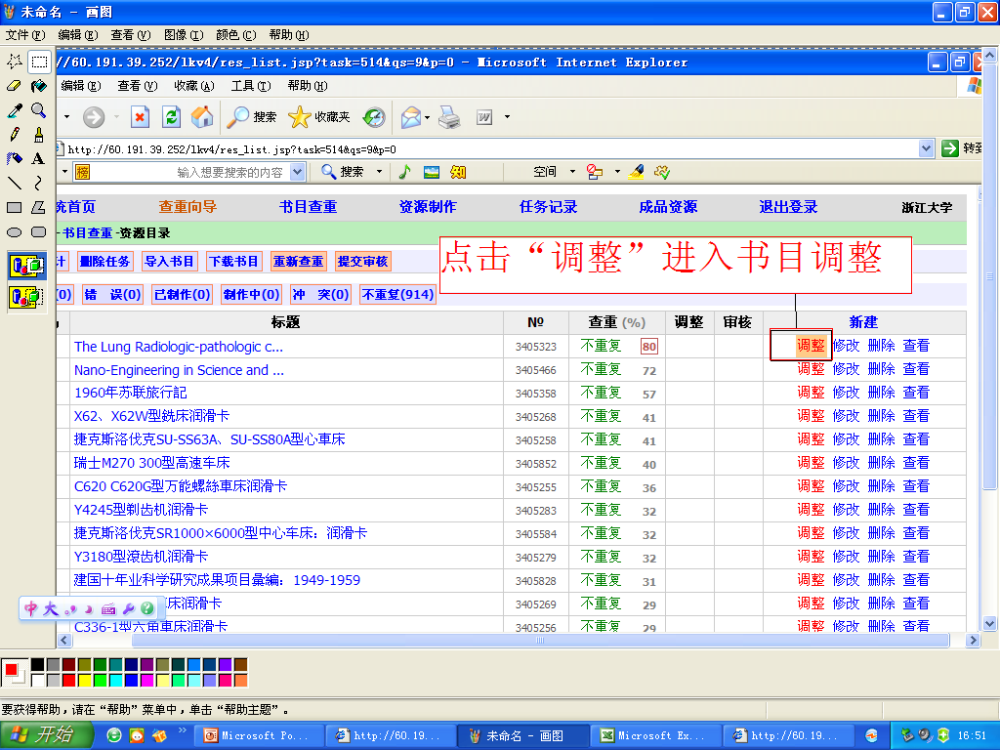 未命名 - 画图
文件(F) 编辑(E) 查看(V) 图像(I) 颜色(C) 帮助(H)
//60.191.39.252/lkv4/res_list.jsp?task=514&qs=9&p=0 - Microsoft Internet Explorer
编辑(E) 查看(V) 收藏(A) 工具(T) 帮助(H)
搜索 收藏夹
http://60.191.39.252/lkv4/res_list.jsp?task=514&qs=9&p=0 转到
榜 输入想要搜索的内容 搜索 知 空间
统首页 查重向导 书目查重 资源制作 任务记录 成品资源 退出登录 浙江大学
-书目查重 -资源目录
点击“调整”进入书目调整
计 删除任务 导入书目 下载书目 重新查重 提交审核
(0) 错 误(0) 已制作(0) 制作中(0) 冲 突(0) 不重复(914)
标题 № 查重 (%) 调整 审核 新建
The Lung Radiologic-pathologic c... 3405323 不重复 80 调整 修改 删除 查看
Nano-Engineering in Science and ... 3405466 不重复 72 调整 修改 删除 查看
1960年苏联旅行記 3405358 不重复 57 调整 修改 删除 查看
X62、X62W型銑床润滑卡 3405268 不重复 41 调整 修改 删除 查看
捷克斯洛伐克SU-SS63A、SU-SS80A型心車床 3405258 不重复 41 调整 修改 删除 查看
瑞士M270 300型高速车床 3405852 不重复 40 调整 修改 删除 查看
C620 C620G型万能螺絲車床润滑卡 3405255 不重复 36 调整 修改 删除 查看
Y4245型剃齿机润滑卡 3405283 不重复 32 调整 修改 删除 查看
捷克斯洛伐克SR1000×6000型中心车床：润滑卡 3405584 不重复 32 调整 修改 删除 查看
Y3180型滾齿机润滑卡 3405279 不重复 32 调整 修改 删除 查看
建国十年业科学研究成果项目彙編：1949-1959 3405828 不重复 31 调整 修改 删除 查看
床润滑卡 3405269 不重复 29 调整 修改 删除 查看
中大
C336-1型六角車床润滑卡 3405256 不重复 29 调整 修改 删除 查看
要获得帮助，请在“帮助”菜单中，单击“帮助主题”。
开始 Microsoft Po... http://60.19... 未命名 - 画图 Microsoft Ex... http://60.19... 16:51